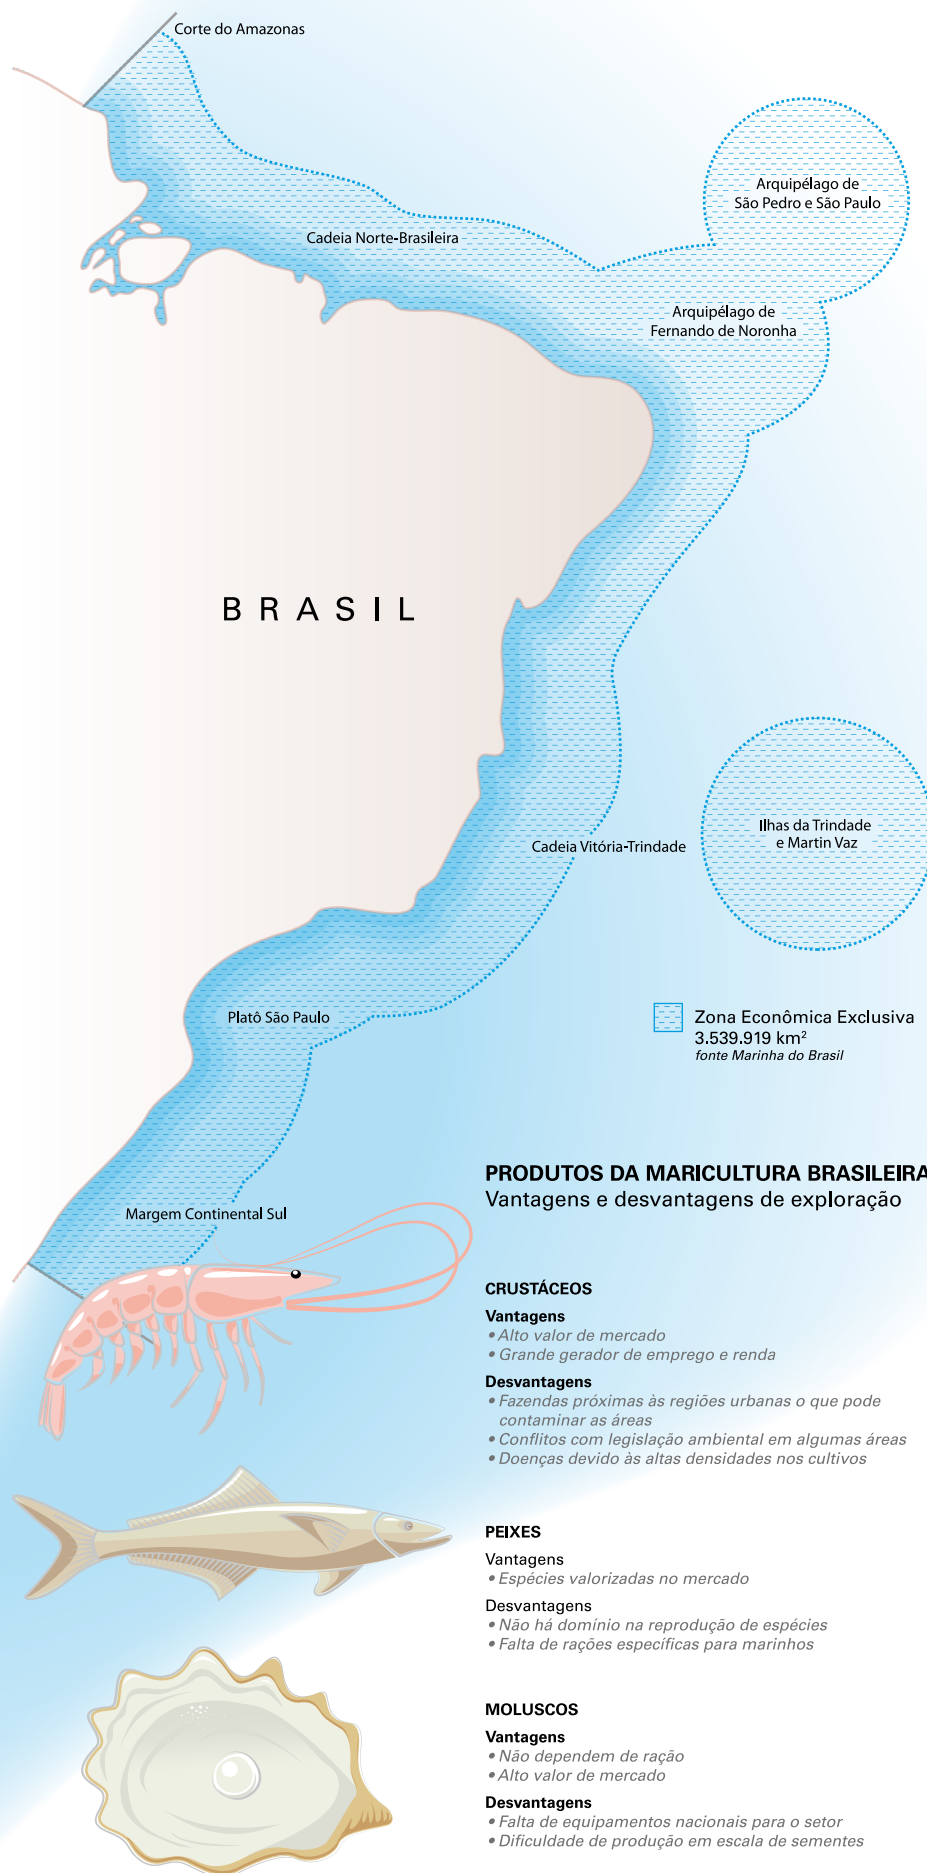 Corte do Amazonas
Arquipélago de
São Pedro e São Paulo
Cadeia Norte-Brasileira
Arquipélago de
Fernando de Noronha
BRASIL
Ilhas da Trindade
e Martin Vaz
Cadeia Vitória-Trindade
Platô São Paulo
Zona Econômica Exclusiva
3.539.919 km²
fonte Marinha do Brasil
Margem Continental Sul
PRODUTOS DA MARICULTURA BRASILEIRA
Vantagens e desvantagens de exploração
CRUSTÁCEOS
Vantagens
• Alto valor de mercado
• Grande gerador de emprego e renda
Desvantagens
• Fazendas próximas às regiões urbanas o que pode
contaminar as áreas
• Conflitos com legislação ambiental em algumas áreas
• Doenças devido às altas densidades nos cultivos
PEIXES
Vantagens
• Espécies valorizadas no mercado
Desvantagens
• Não há domínio na reprodução de espécies
• Falta de rações específicas para marinhos
MOLUSCOS
Vantagens
• Não dependem de ração
• Alto valor de mercado
Desvantagens
• Falta de equipamentos nacionais para o setor
• Dificuldade de produção em escala de sementes